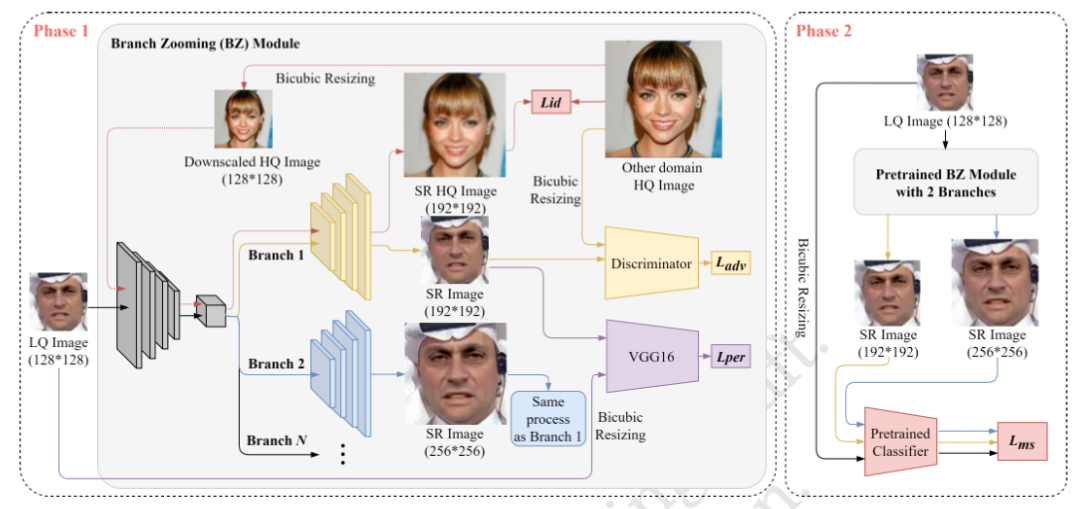 Phase 1
Branch Zooming (BZ) Module
Bicubic Resizing
Lid
Downscaled HQ Image
(128*128)
SR HQ Image
(192*192)
Other domain
HQ Image
Bicubic
Resizing
Branch 1
Discriminator
L_adv
SR Image
(192*192)
LQ Image
(128*128)
Branch 2
VGG16
Lper
Same
process
as Branch 1
Bicubic
Resizing
SR Image
(256*256)
Branch N
Phase 2
LQ Image (128*128)
Pretrained BZ Module
with 2 Branches
Bicubic Resizing
SR Image
(192*192)
SR Image
(256*256)
Pretrained
Classifier
L_ms